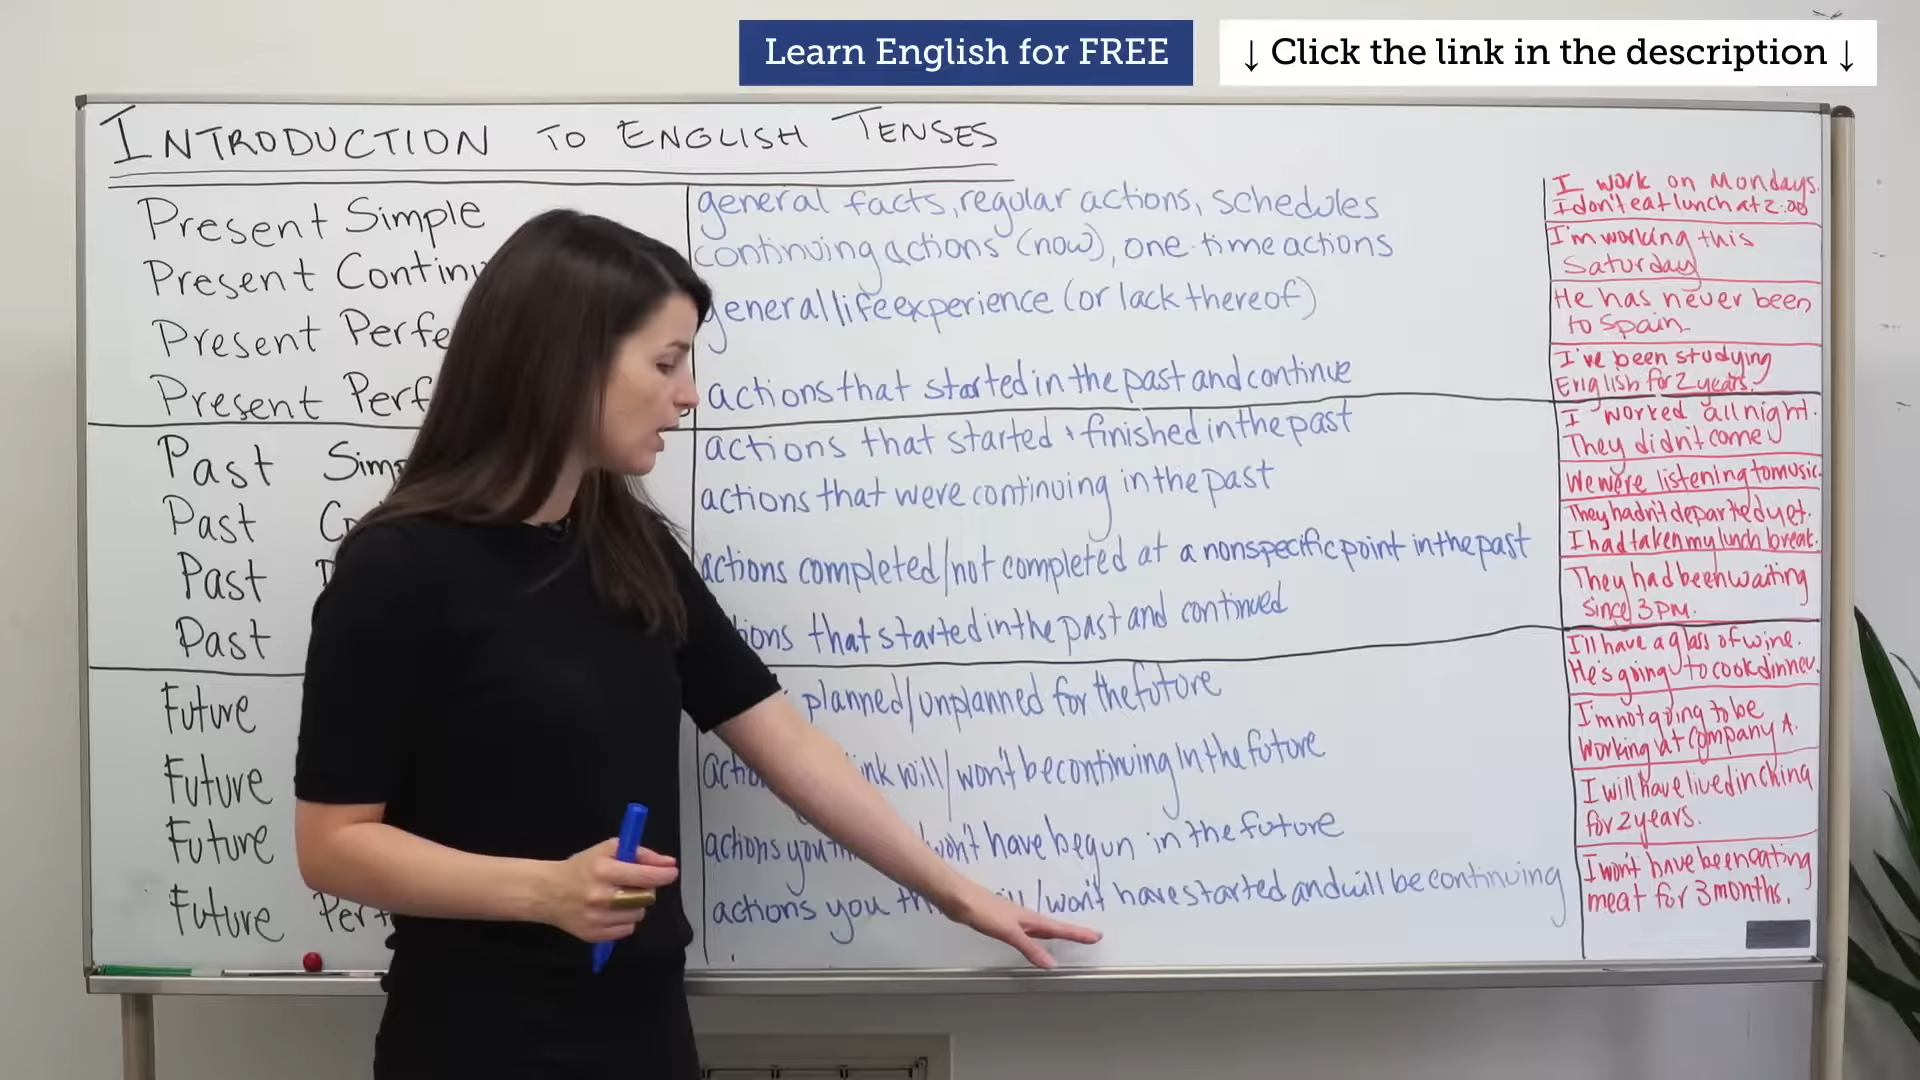 Learn English for FREE
↓ Click the link in the description ↓
INTRODUCTION TO ENGLISH TENSES
Present Simple
general facts, regular actions, schedules
I work on Mondays.
I don't eat lunch at 2:00
Present
continuing actions (now), one-time actions
I'm working this
Saturday
Present
general life experience (or lack thereof)
He has never been
to Spain
Present
actions that started in the past and continue
I've been studying
English for 2 years.
Past
actions that started + finished in the past
I worked all night.
They didn't come
Past
actions that were continuing in the past
We were listening to music.
Past
actions completed/not completed at a nonspecific point in the past
They hadn't departed yet.
I had taken my lunch break.
Past
that started in the past and continued
They had been waiting
since 3PM.
Future
planned/unplanned for the future
I'll have a glass of wine.
He's going to cook dinner.
Future
will/won't be continuing in the future
I'm not going to be
working at Company A.
Future
actions you won't have begun in the future
I will have lived in China
for 2 years.
Future
actions you /won't have started and will be continuing
I won't have been eating
meat for 3 months.